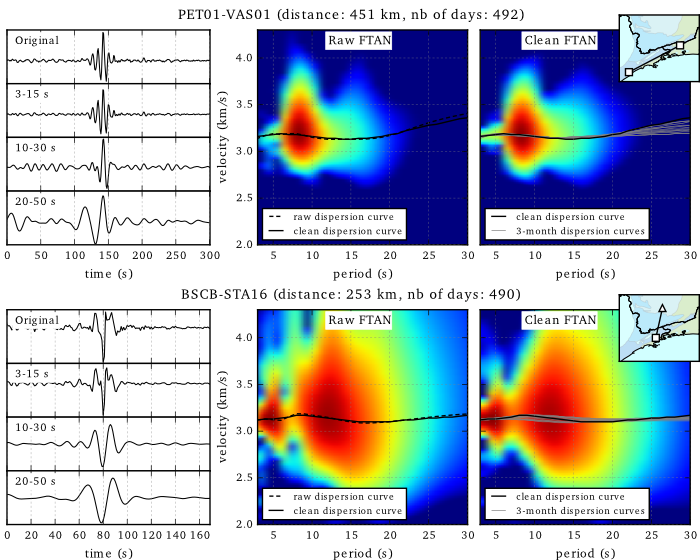 PET01-VAS01 (distance: 451 km, nb of days: 492)
Original
3-15 s
10-30 s
20-50 s
0 50 100 150 200 250 300
time (s)
Raw FTAN
4.0
3.5
3.0
2.5
2.0
velocity (km/s)
raw dispersion curve
clean dispersion curve
5 10 15 20 25 30
period (s)
Clean FTAN
clean dispersion curve
3-month dispersion curves
5 10 15 20 25 30
period (s)
BSCB-STA16 (distance: 253 km, nb of days: 490)
Original
3-15 s
10-30 s
20-50 s
0 20 40 60 80 100 120 140 160
time (s)
Raw FTAN
4.0
3.5
3.0
2.5
2.0
velocity (km/s)
raw dispersion curve
clean dispersion curve
5 10 15 20 25 30
period (s)
Clean FTAN
clean dispersion curve
3-month dispersion curves
5 10 15 20 25 30
period (s)